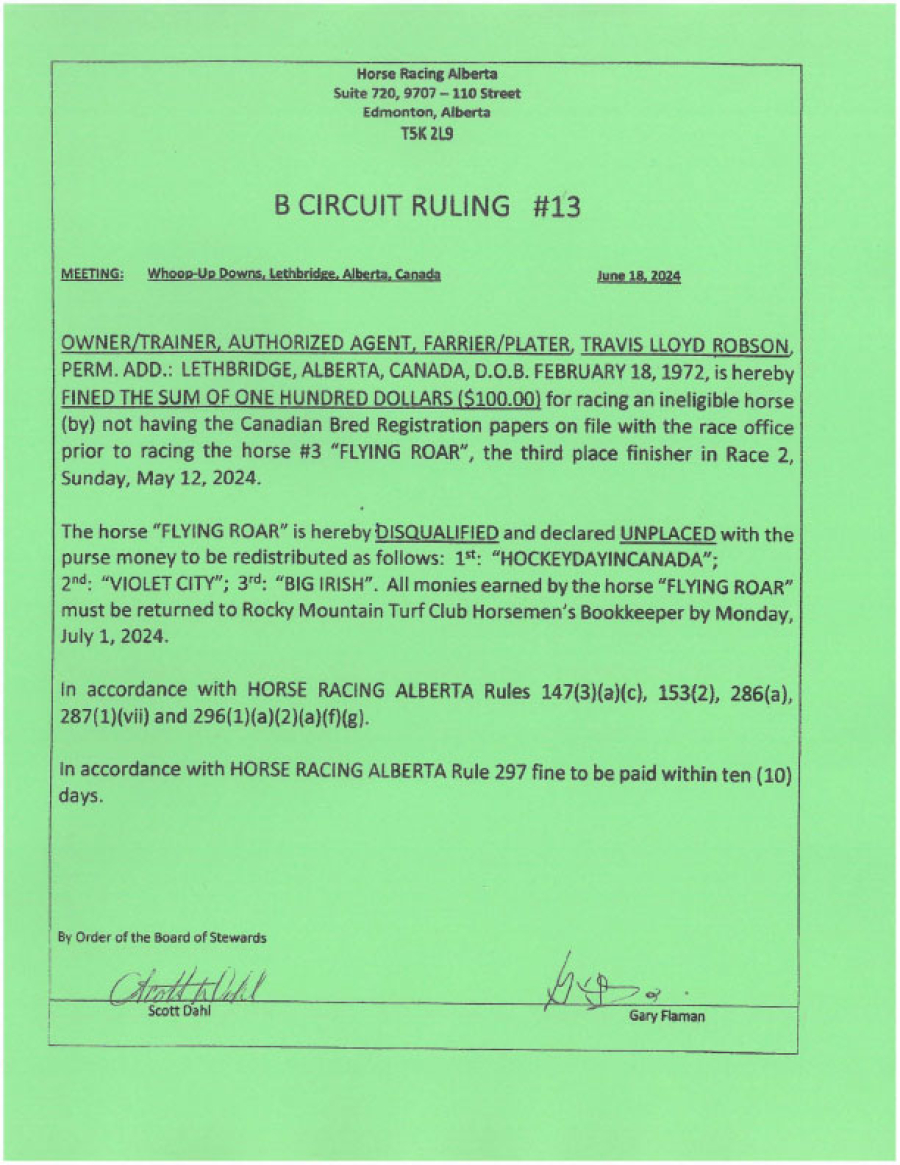 Horse Racing Alberta
Suite 720, 9707 – 110 Street
Edmonton, Alberta
T5K 2L9
B CIRCUIT RULING #13
MEETING: Whoop-Up Downs, Lethbridge, Alberta, Canada June 18, 2024
OWNER/TRAINER, AUTHORIZED AGENT, FARRIER/PLATER, TRAVIS LLOYD ROBSON,
PERM. ADD.: LETHBRIDGE, ALBERTA, CANADA, D.O.B. FEBRUARY 18, 1972, is hereby
FINED THE SUM OF ONE HUNDRED DOLLARS ($100.00) for racing an ineligible horse
(by) not having the Canadian Bred Registration papers on file with the race office
prior to racing the horse #3 “FLYING ROAR”, the third place finisher in Race 2,
Sunday, May 12, 2024.
The horse “FLYING ROAR” is hereby DISQUALIFIED and declared UNPLACED with the
purse money to be redistributed as follows: 1st: “HOCKEYDAYINCANADA”;
2nd: “VIOLET CITY”; 3rd: “BIG IRISH”. All monies earned by the horse “FLYING ROAR”
must be returned to Rocky Mountain Turf Club Horsemen’s Bookkeeper by Monday,
July 1, 2024.
In accordance with HORSE RACING ALBERTA Rules 147(3)(a)(c), 153(2), 286(a),
287(1)(vii) and 296(1)(a)(2)(a)(f)(g).
In accordance with HORSE RACING ALBERTA Rule 297 fine to be paid within ten (10)
days.
By Order of the Board of Stewards
Scott Dahl
Gary Flaman